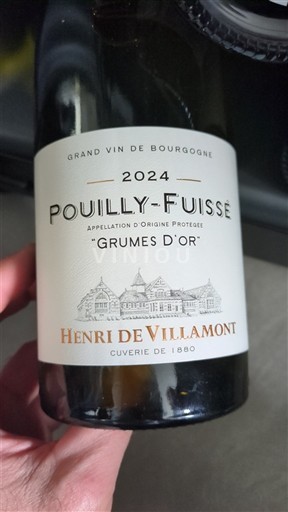 GRAND VIN DE BOURGOGNE
2024
POUILLY-FUISSÉ
APPELLATION D'ORIGINE PROTÉGÉE
"GRUMES D'OR"
VINIOU
HENRI DE VILLAMONT
CUVERIE DE 1880